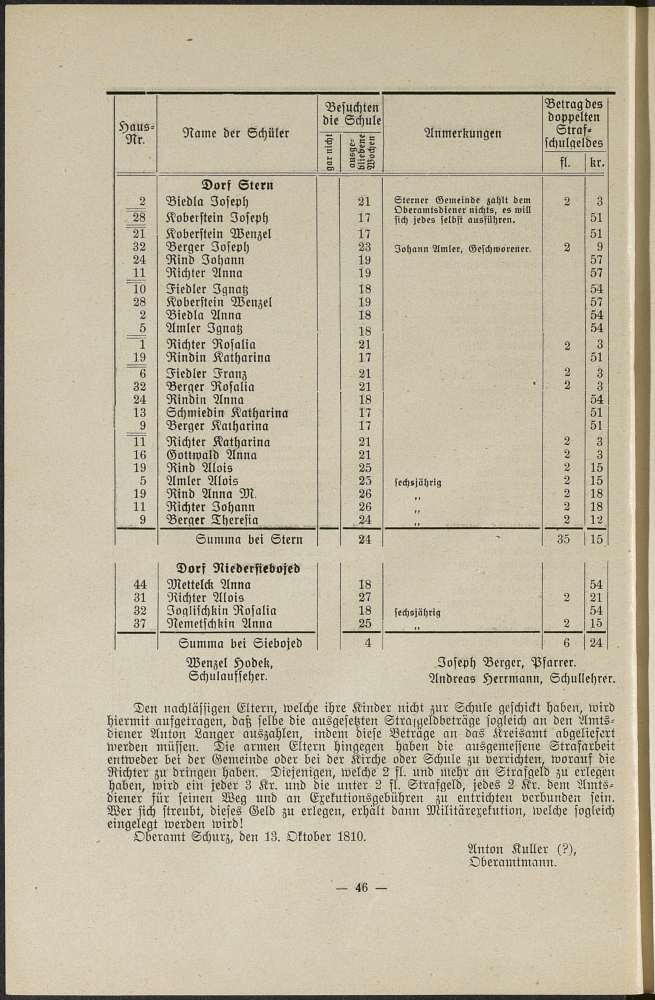 Haus-Nr. Name der Schüler Besuchten die Schule gar nicht ausgebliebene Wochen Anmerkungen Betrag des doppelten Strafschulgeldes fl. kr.
Dorf Stern
2 Biedla Joseph 21 Sterner Gemeinde zahlt dem Oberamtsdiener nichts, es will sich jedes selbst ausführen. 2 3
28 Koberstein Joseph 17 51
21 Koberstein Wenzel 17 51
32 Berger Joseph 23 Johann Amler, Geschworener. 2 9
24 Rind Johann 19 57
11 Richter Anna 19 57
10 Fiedler Ignatz 18 54
28 Koberstein Wenzel 19 57
2 Biedla Anna 18 54
5 Amler Ignatz 18 54
1 Richter Rosalia 21 2 3
19 Rindin Katharina 17 51
6 Fiedler Franz 21 2 3
32 Berger Rosalia 21 2 3
24 Rindin Anna 18 54
13 Schmiedin Katharina 17 51
9 Berger Katharina 17 51
11 Richter Katharina 21 2 3
16 Gottwald Anna 21 2 3
19 Rind Alois 25 2 15
5 Amler Alois 25 sechsjährig 2 15
19 Rind Anna M. 26 „ 2 18
11 Richter Johann 26 „ 2 18
9 Berger Theresia 24 „ 2 12
Summa bei Stern 24 35 15
Dorf Niedersiebojed
44 Mettelck Anna 18 54
31 Richter Alois 27 2 21
32 Joglischkin Rosalia 18 sechsjährig 54
37 Nemetschkin Anna 25 „ 2 15
Summa bei Siebojed 4 6 24
Wenzel Hodek, Joseph Berger, Pfarrer.
Schulaufseher. Andreas Herrmann, Schullehrer.
Den nachlässigen Eltern, welche ihre Kinder nicht zur Schule geschickt haben, wird
hiermit aufgetragen, daß selbe die ausgesetzten Strafgeldbeträge sogleich an den Amts-
diener Anton Langer auszahlen, indem diese Beträge an das Kreisamt abgeliefert
werden müssen. Die armen Eltern hingegen haben die ausgemessene Strafarbeit
entweder bei der Gemeinde oder bei der Kirche oder Schule zu verrichten, worauf die
Richter zu dringen haben. Diejenigen, welche 2 fl. und mehr an Strafgeld zu erlegen
haben, wird ein jeder 3 Kr. und die unter 2 fl. Strafgeld, jedes 2 Kr. dem Amts-
diener für seinen Weg und an Exekutionsgebühren zu entrichten verbunden sein.
Wer sich streubt, dieses Geld zu erlegen, erhält dann Militärexekution, welche sogleich
eingelegt werden wird!
Oberamt Schurz, den 13. Oktober 1810.
Anton Kuller (?),
Oberamtmann.
— 46 —